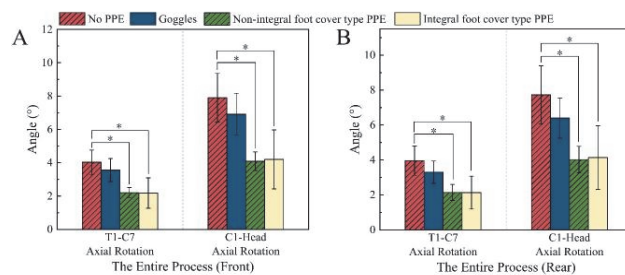 No PPE Goggles Non-integral foot cover type PPE Integral foot cover type PPE
A
12
10
8
6
4
2
0
Angle (°)
*
*
*
*
T1-C7
Axial Rotation
C1-Head
Axial Rotation
The Entire Process (Front)
B
10
8
6
4
2
0
Angle (°)
*
*
*
*
T1-C7
Axial Rotation
C1-Head
Axial Rotation
The Entire Process (Rear)